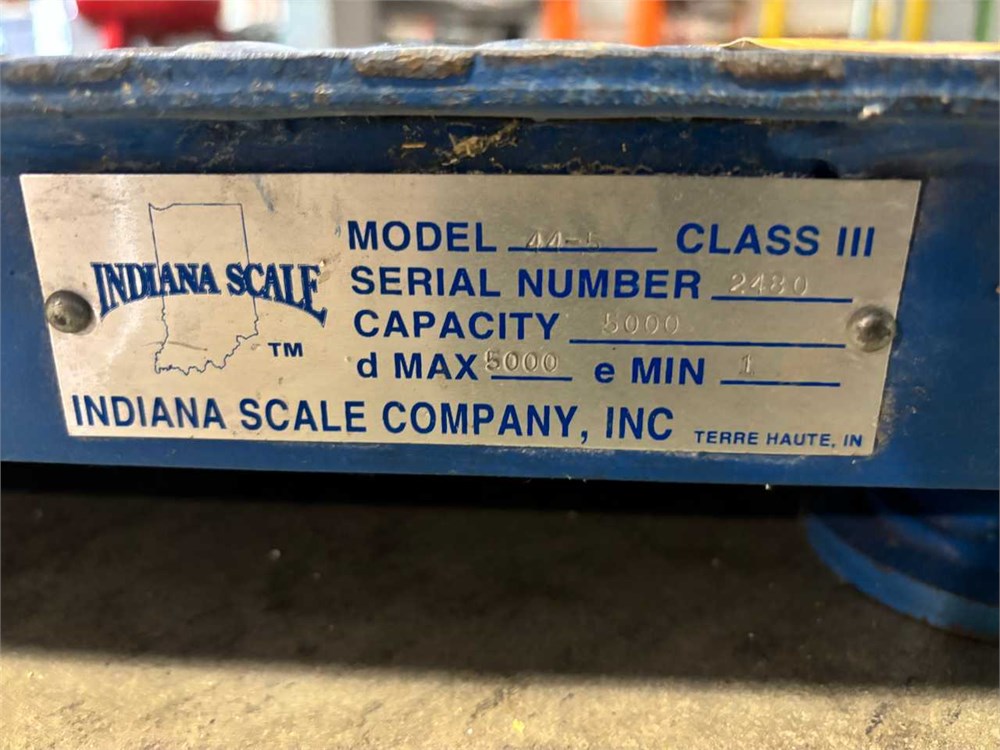 INDIANA SCALE
TM
MODEL 44-5 CLASS III
SERIAL NUMBER 2480
CAPACITY 5000
d MAX 5000 e MIN 1
INDIANA SCALE COMPANY, INC TERRE HAUTE, IN